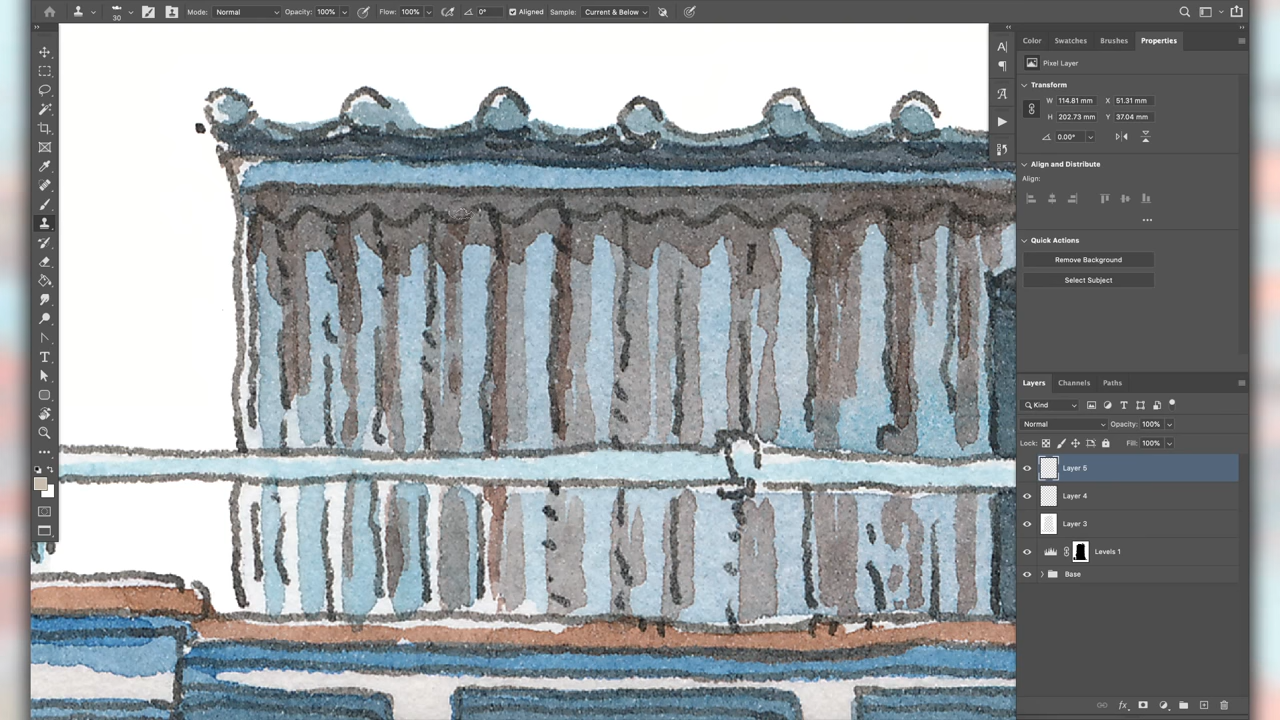 30
Mode: Normal Opacity: 100% Flow: 100% 0° Aligned Sample: Current & Below
Color Swatches Brushes Properties
Pixel Layer
Transform
W 114.81 mm X 51.31 mm
H 202.73 mm Y 37.04 mm
0.00°
Align and Distribute
Align:
Quick Actions
Remove Background
Select Subject
Layers Channels Paths
Kind
Normal Opacity: 100%
Lock: Fill: 100%
Layer 5
Layer 4
Layer 3
Levels 1
Base